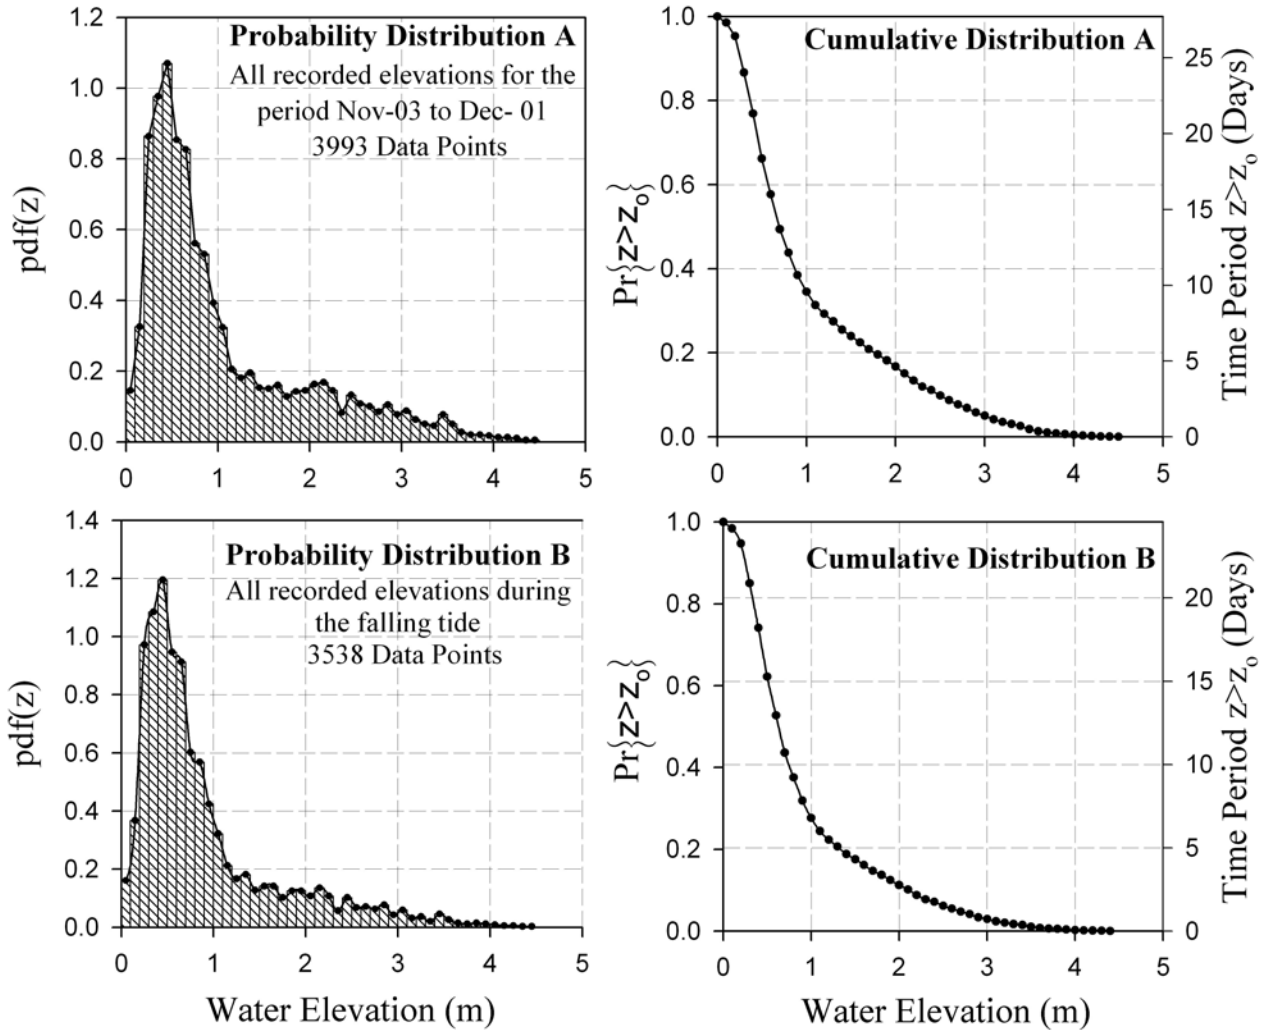 Probability Distribution A
All recorded elevations for the
period Nov-03 to Dec- 01
3993 Data Points
pdf(z)
1.2
1.0
0.8
0.6
0.4
0.2
0.0
0 1 2 3 4 5
Cumulative Distribution A
Pr{z>zo}
1.0
0.8
0.6
0.4
0.2
0.0
0 1 2 3 4 5
25
20
15
10
5
0
Time Period z>zo (Days)
Probability Distribution B
All recorded elevations during
the falling tide
3538 Data Points
pdf(z)
1.4
1.2
1.0
0.8
0.6
0.4
0.2
0.0
0 1 2 3 4 5
Water Elevation (m)
Cumulative Distribution B
Pr{z>zo}
1.0
0.8
0.6
0.4
0.2
0.0
0 1 2 3 4 5
Water Elevation (m)
20
15
10
5
0
Time Period z>zo (Days)